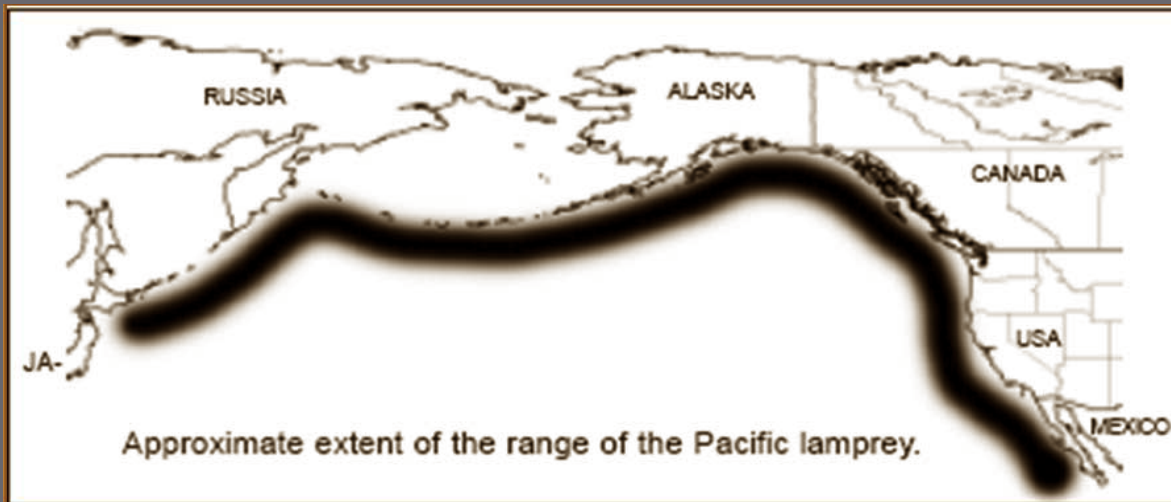 RUSSIA
ALASKA
CANADA
USA
JA-
MEXICO
Approximate extent of the range of the Pacific lamprey.